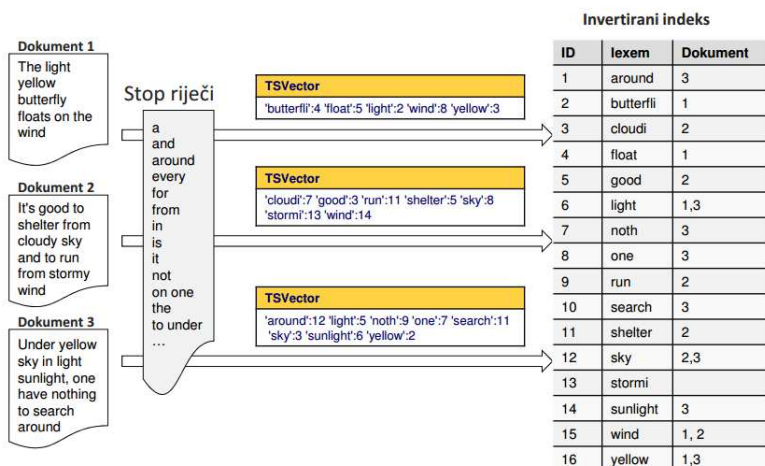 Dokument 1
The light
yellow
butterfly
floats on the
wind
Dokument 2
It's good to
shelter from
cloudy sky
and to run
from stormy
wind
Dokument 3
Under yellow
sky in light
sunlight, one
have nothing
to search
around
Stop riječi
a
and
around
every
for
from
in
is
it
not
on one
the
to under
...
TSVector
'butterfli':4 'float':5 'light':2 'wind':8 'yellow':3
TSVector
'cloudi':7 'good':3 'run':11 'shelter':5 'sky':8
'stormi':13 'wind':14
TSVector
'around':12 'light':5 'noth':9 'one':7 'search':11
'sky':3 'sunlight':6 'yellow':2
Invertirani indeks
ID lexem Dokument
1 around 3
2 butterfli 1
3 cloudi 2
4 float 1
5 good 2
6 light 1,3
7 noth 3
8 one 3
9 run 2
10 search 3
11 shelter 2
12 sky 2,3
13 stormi
14 sunlight 3
15 wind 1, 2
16 yellow 1,3